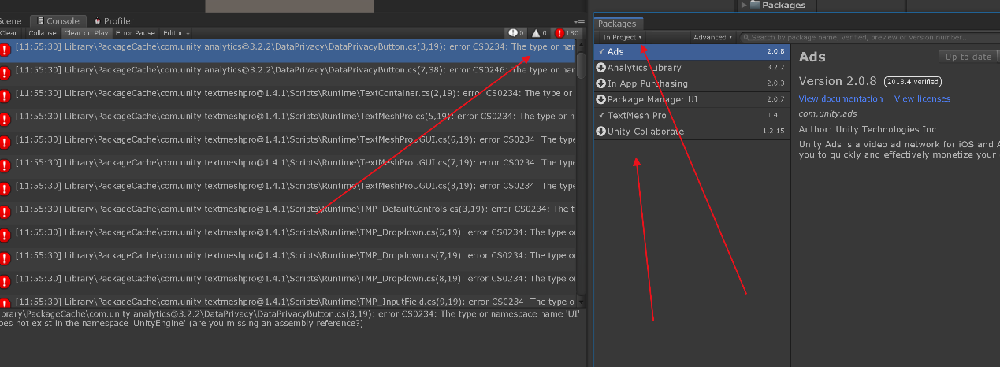 Packages
Scene Console Profiler
Clear Collapse Clear on Play Error Pause Editor 0 0 180
[11:55:30] Library\PackageCache\com.unity.analytics@3.2.2\DataPrivacy\DataPrivacyButton.cs(3,19): error CS0234: The type or nam
[11:55:30] Library\PackageCache\com.unity.analytics@3.2.2\DataPrivacy\DataPrivacyButton.cs(7,38): error CS0246: The type or nar
[11:55:30] Library\PackageCache\com.unity.textmeshpro@1.4.1\Scripts\Runtime\TextContainer.cs(2,19): error CS0234: The type or
[11:55:30] Library\PackageCache\com.unity.textmeshpro@1.4.1\Scripts\Runtime\TextMeshPro.cs(5,19): error CS0234: The type or n
[11:55:30] Library\PackageCache\com.unity.textmeshpro@1.4.1\Scripts\Runtime\TextMeshProUGUI.cs(6,19): error CS0234: The type
[11:55:30] Library\PackageCache\com.unity.textmeshpro@1.4.1\Scripts\Runtime\TextMeshProUGUI.cs(7,19): error CS0234: The type
[11:55:30] Library\PackageCache\com.unity.textmeshpro@1.4.1\Scripts\Runtime\TextMeshProUGUI.cs(8,19): error CS0234: The type
[11:55:30] Library\PackageCache\com.unity.textmeshpro@1.4.1\Scripts\Runtime\TMP_DefaultControls.cs(3,19): error CS0234: The t
[11:55:30] Library\PackageCache\com.unity.textmeshpro@1.4.1\Scripts\Runtime\TMP_Dropdown.cs(5,19): error CS0234: The type o
[11:55:30] Library\PackageCache\com.unity.textmeshpro@1.4.1\Scripts\Runtime\TMP_Dropdown.cs(7,19): error CS0234: The type o
[11:55:30] Library\PackageCache\com.unity.textmeshpro@1.4.1\Scripts\Runtime\TMP_Dropdown.cs(8,19): error CS0234: The type o
[11:55:30] Library\PackageCache\com.unity.textmeshpro@1.4.1\Scripts\Runtime\TMP_InputField.cs(9,19): error CS0234: The type o
ibrary\PackageCache\com.unity.analytics@3.2.2\DataPrivacy\DataPrivacyButton.cs(3,19): error CS0234: The type or namespace name 'UI'
oes not exist in the namespace 'UnityEngine' (are you missing an assembly reference?)
Packages
In Project Advanced Search by package name, verified, preview or version number...
Ads 2.0.8
Analytics Library 3.2.2
In App Purchasing 2.0.3
Package Manager UI 2.0.7
TextMesh Pro 1.4.1
Unity Collaborate 1.2.15
Ads Up to date
Version 2.0.8 2018.4 verified
View documentation - View licenses
com.unity.ads
Author: Unity Technologies Inc.
Unity Ads is a video ad network for iOS and A
you to quickly and effectively monetize your